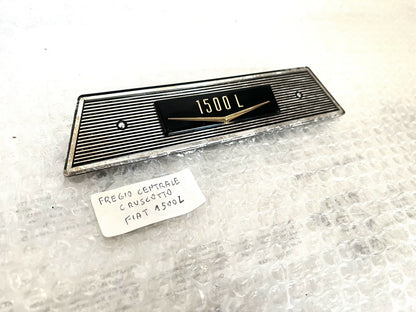 1500 L
FREGIO CENTRALE
CRUSCOTTO
FIAT 1500L